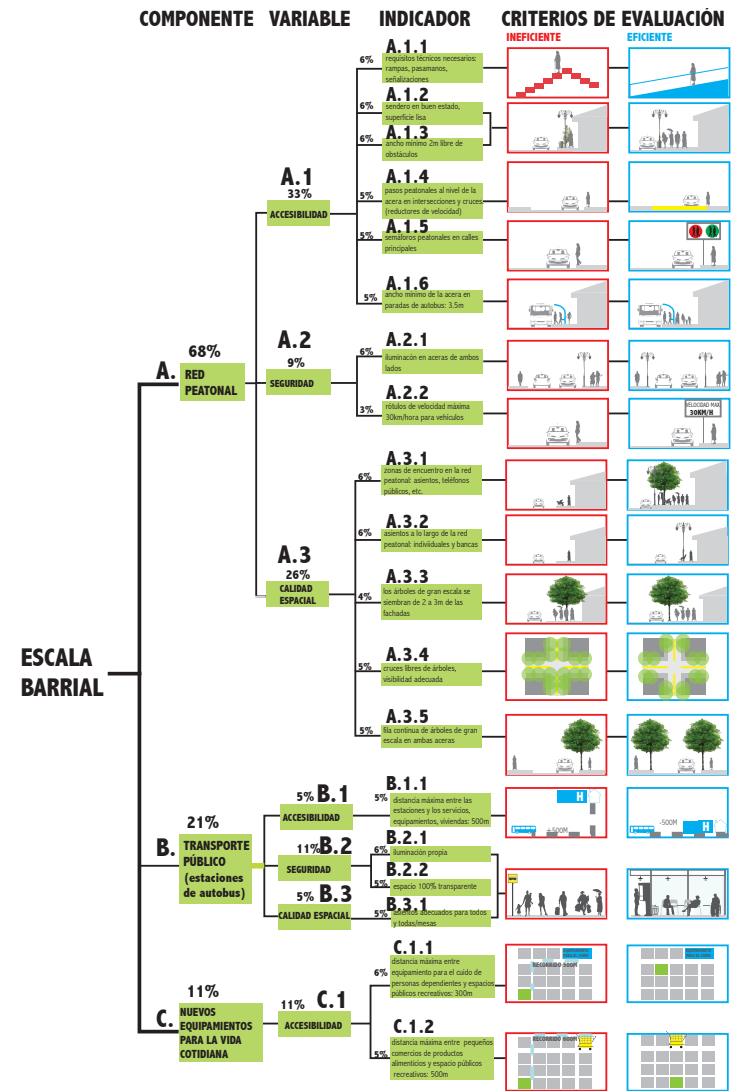 COMPONENTE VARIABLE INDICADOR CRITERIOS DE EVALUACIÓN
INEFICIENTE EFICIENTE
ESCALA
BARRIAL
68%
A. RED
PEATONAL
A.1
33%
ACCESIBILIDAD
A.1.1
6% requisitos técnicos necesarios:
rampas, pasamanos,
señalizaciones
A.1.2
6% sendero en buen estado,
superficie lisa
A.1.3
6% ancho mínimo 2m libre de
obstáculos
A.1.4
5% pasos peatonales al nivel de la
acera en intersecciones y cruces
(reductores de velocidad)
A.1.5
5% semáforos peatonales en calles
principales
A.1.6
5% ancho mínimo de la acera en
paradas de autobus: 3.5m
A.2
9%
SEGURIDAD
A.2.1
6% iluminacón en aceras de ambos
lados
A.2.2
3% rótulos de velocidad máxima
30km/hora para vehículos
VELOCIDAD MAX
30KM/H
A.3
26%
CALIDAD
ESPACIAL
A.3.1
6% zonas de encuentro en la red
peatonal: asientos, teléfonos
públicos, etc.
A.3.2
6% asientos a lo largo de la red
peatonal: individuales y bancas
A.3.3
4% los árboles de gran escala se
siembran de 2 a 3m de las
fachadas
A.3.4
5% cruces libres de árboles,
visibilidad adecuada
A.3.5
5% fila continua de árboles de gran
escala en ambas aceras
21%
B. TRANSPORTE
PÚBLICO
(estaciones
de autobus)
5% B.1
ACCESIBILIDAD
B.1.1
5% distancia máxima entre las
estaciones y los servicios,
equipamientos, viviendas: 500m
H
+500M
-500M
H
11% B.2
SEGURIDAD
B.2.1
6% iluminación propia
B.2.2
5% espacio 100% transparente
5% B.3
CALIDAD ESPACIAL
B.3.1
5% asientos adecuados para todos
y todas/mesas
11%
C. NUEVOS
EQUIPAMIENTOS
PARA LA VIDA
COTIDIANA
11% C.1
ACCESIBILIDAD
C.1.1
6% distancia máxima entre
equipamiento para el cuido de
personas dependientes y espacios
públicos recreativos: 300m
RECORRIDO 500M
C.1.2
5% distancia máxima entre pequeños
comercios de productos
alimenticios y espacio públicos
recreativos: 500m
RECORRIDO 600M